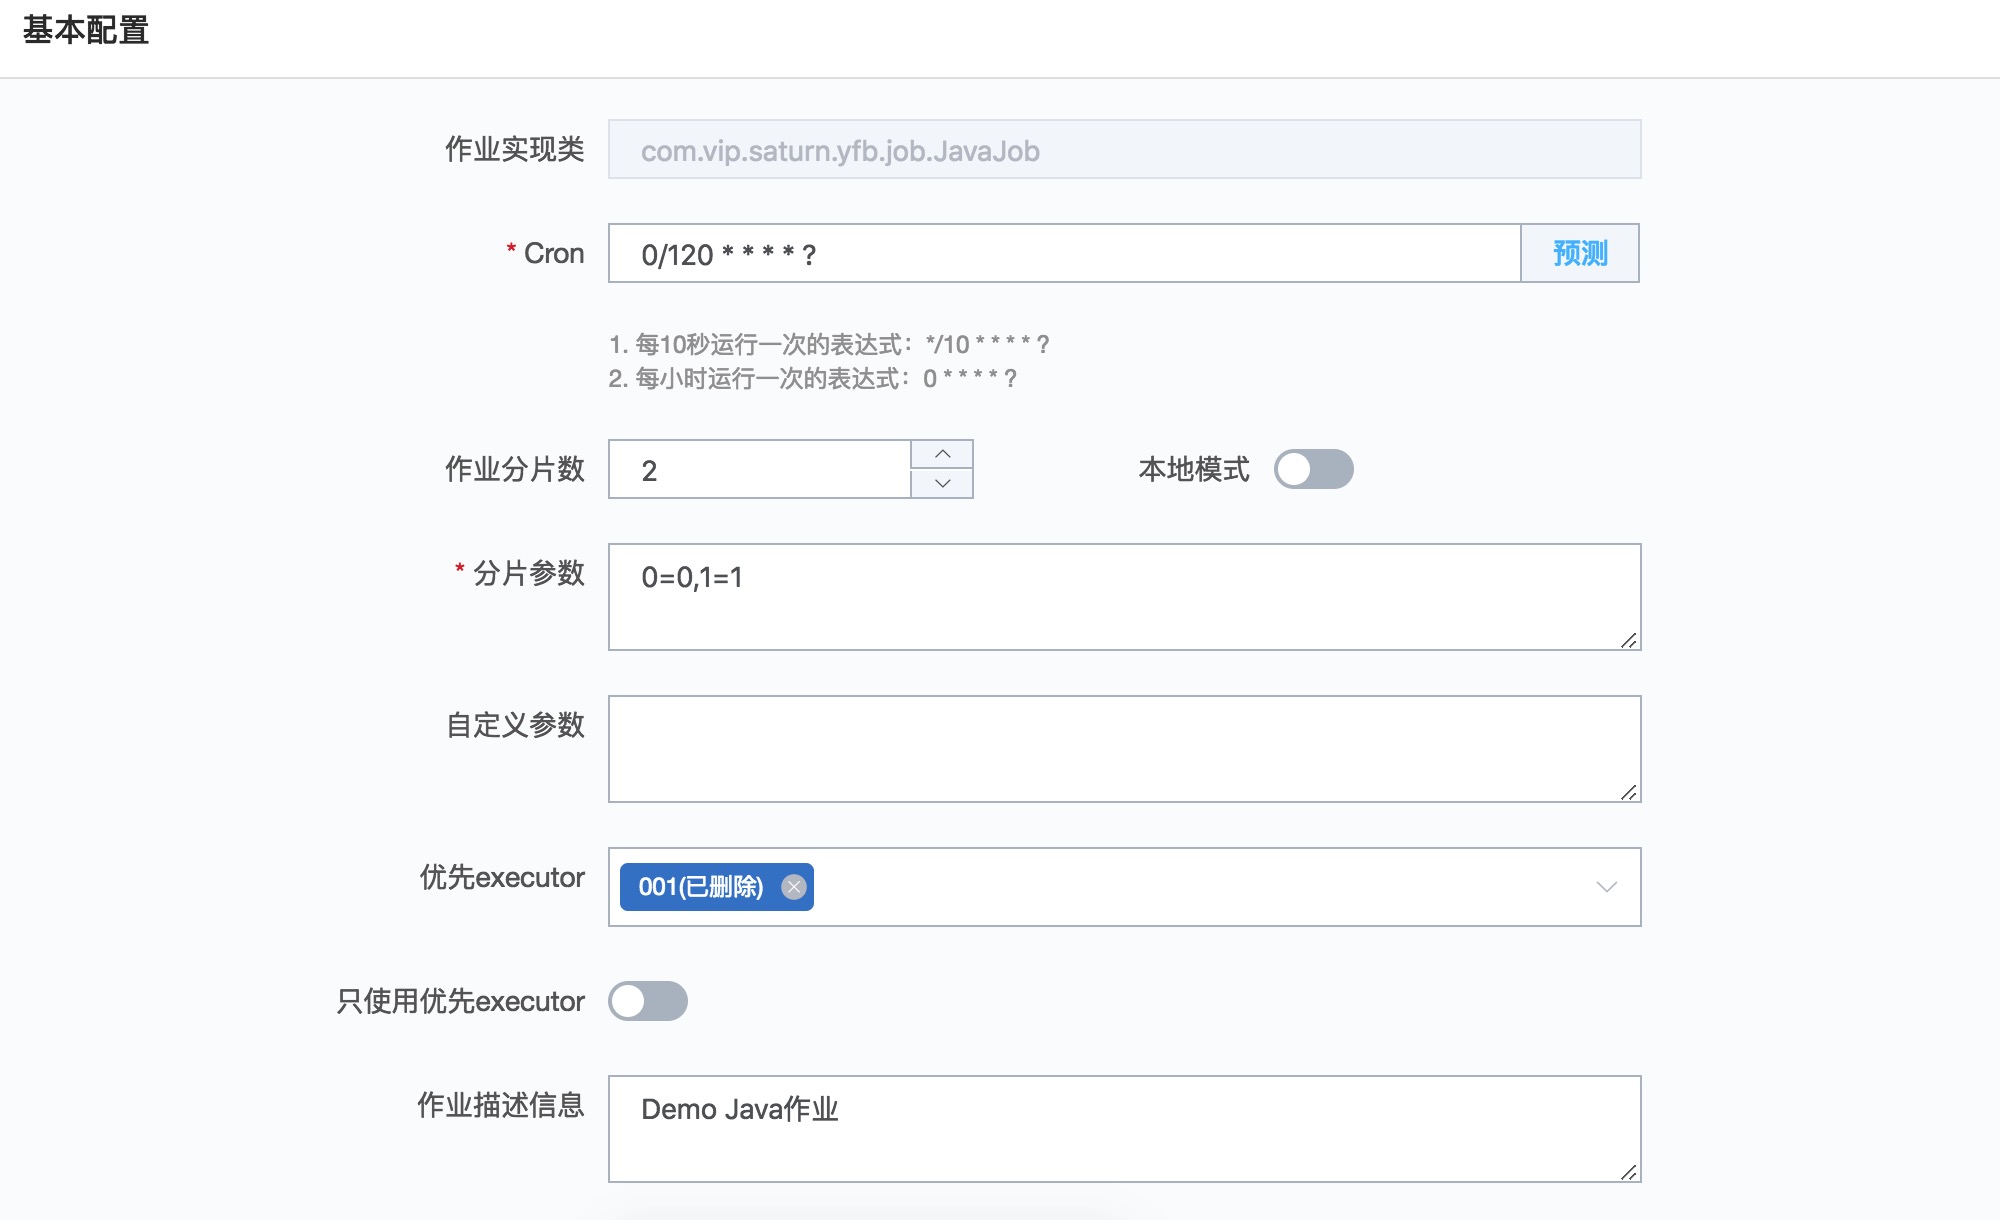 基本配置
作业实现类 com.vip.saturn.yfb.job.JavaJob
* Cron 0/120 * * * * ? 预测
1. 每10秒运行一次的表达式：*/10 * * * * ?
2. 每小时运行一次的表达式：0 * * * * ?
作业分片数 2 本地模式
* 分片参数 0=0,1=1
自定义参数
优先executor 001(已删除)
只使用优先executor
作业描述信息 Demo Java作业